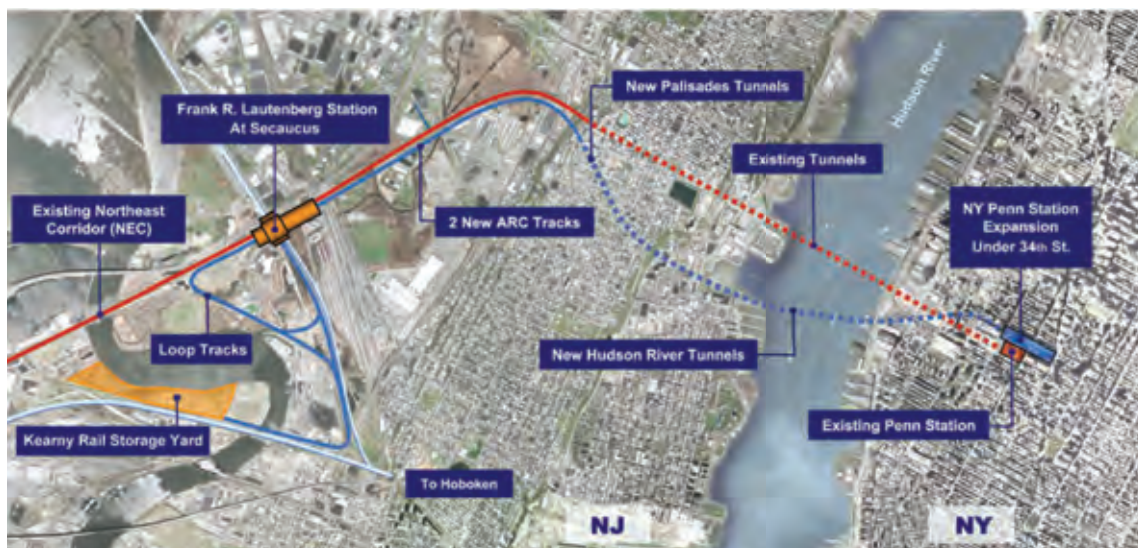 New Palisades Tunnels
Hudson River
Frank R. Lautenberg Station
At Secaucus
Existing Tunnels
Existing Northeast
Corridor (NEC)
2 New ARC Tracks
NY Penn Station
Expansion
Under 34th St.
Loop Tracks
New Hudson River Tunnels
Existing Penn Station
Kearny Rail Storage Yard
To Hoboken
NJ
NY